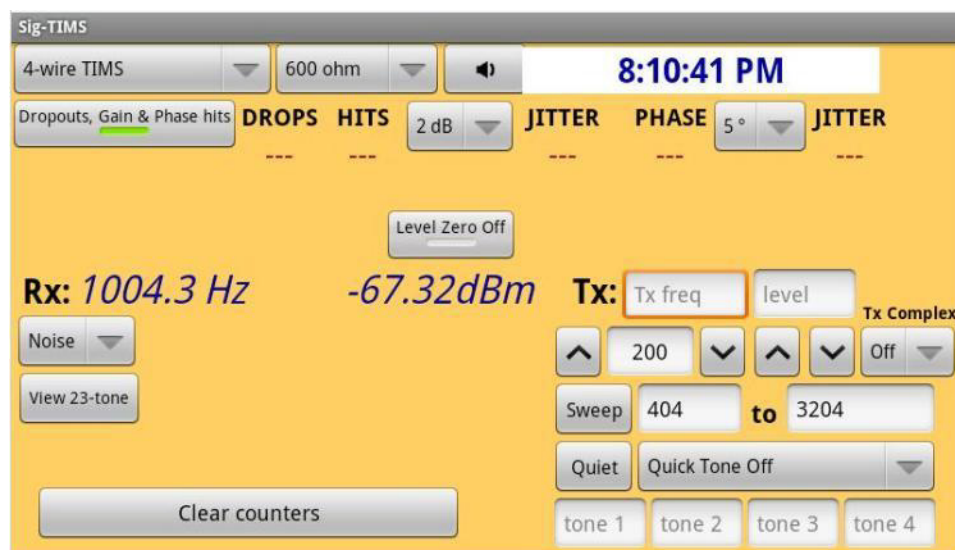 Sig-TIMS
4-wire TIMS 600 ohm 8:10:41 PM
Dropouts, Gain & Phase hits DROPS HITS 2 dB JITTER PHASE 5° JITTER
--- --- --- --- ---
Level Zero Off
Rx: 1004.3 Hz -67.32dBm Tx: Tx freq level
Tx Complex
Noise 200 Off
View 23-tone Sweep 404 to 3204
Quiet Quick Tone Off
Clear counters tone 1 tone 2 tone 3 tone 4